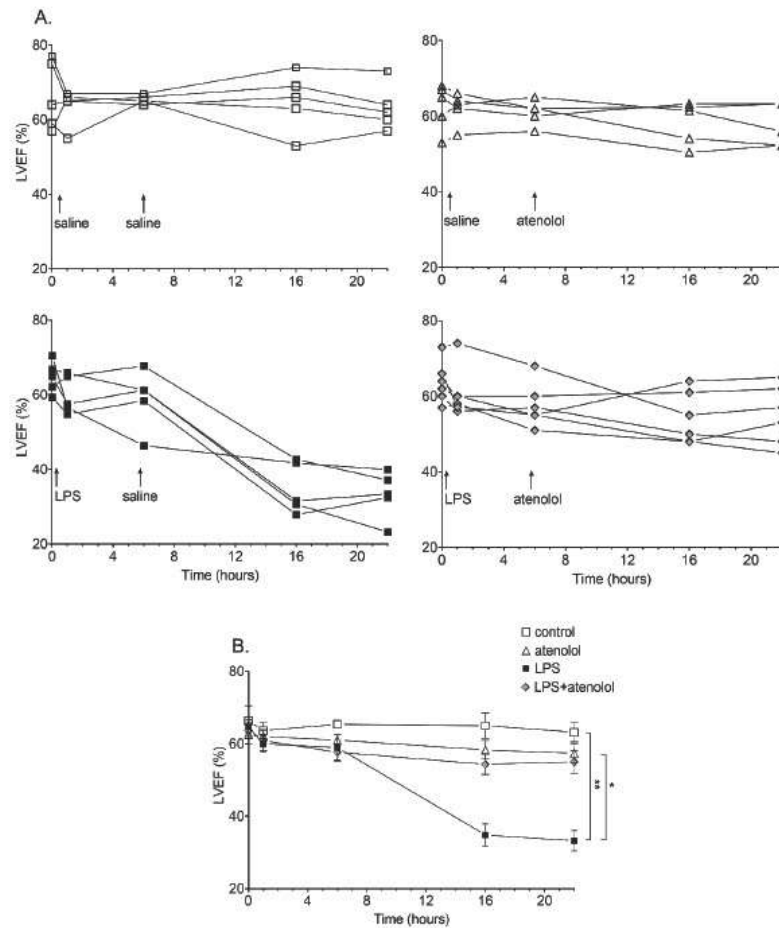 A.
80
60
40
20
LVEF (%)
saline
saline
0 4 8 12 16 20
80
60
40
20
LVEF (%)
saline
atenolol
0 4 8 12 16 20
80
60
40
20
LVEF (%)
LPS
saline
0 4 8 12 16 20
Time (hours)
80
60
40
20
LVEF (%)
LPS
atenolol
0 4 8 12 16 20
Time (hours)
B.
control
atenolol
LPS
LPS+atenolol
80
60
40
20
LVEF (%)
**
*
0 4 8 12 16 20
Time (hours)